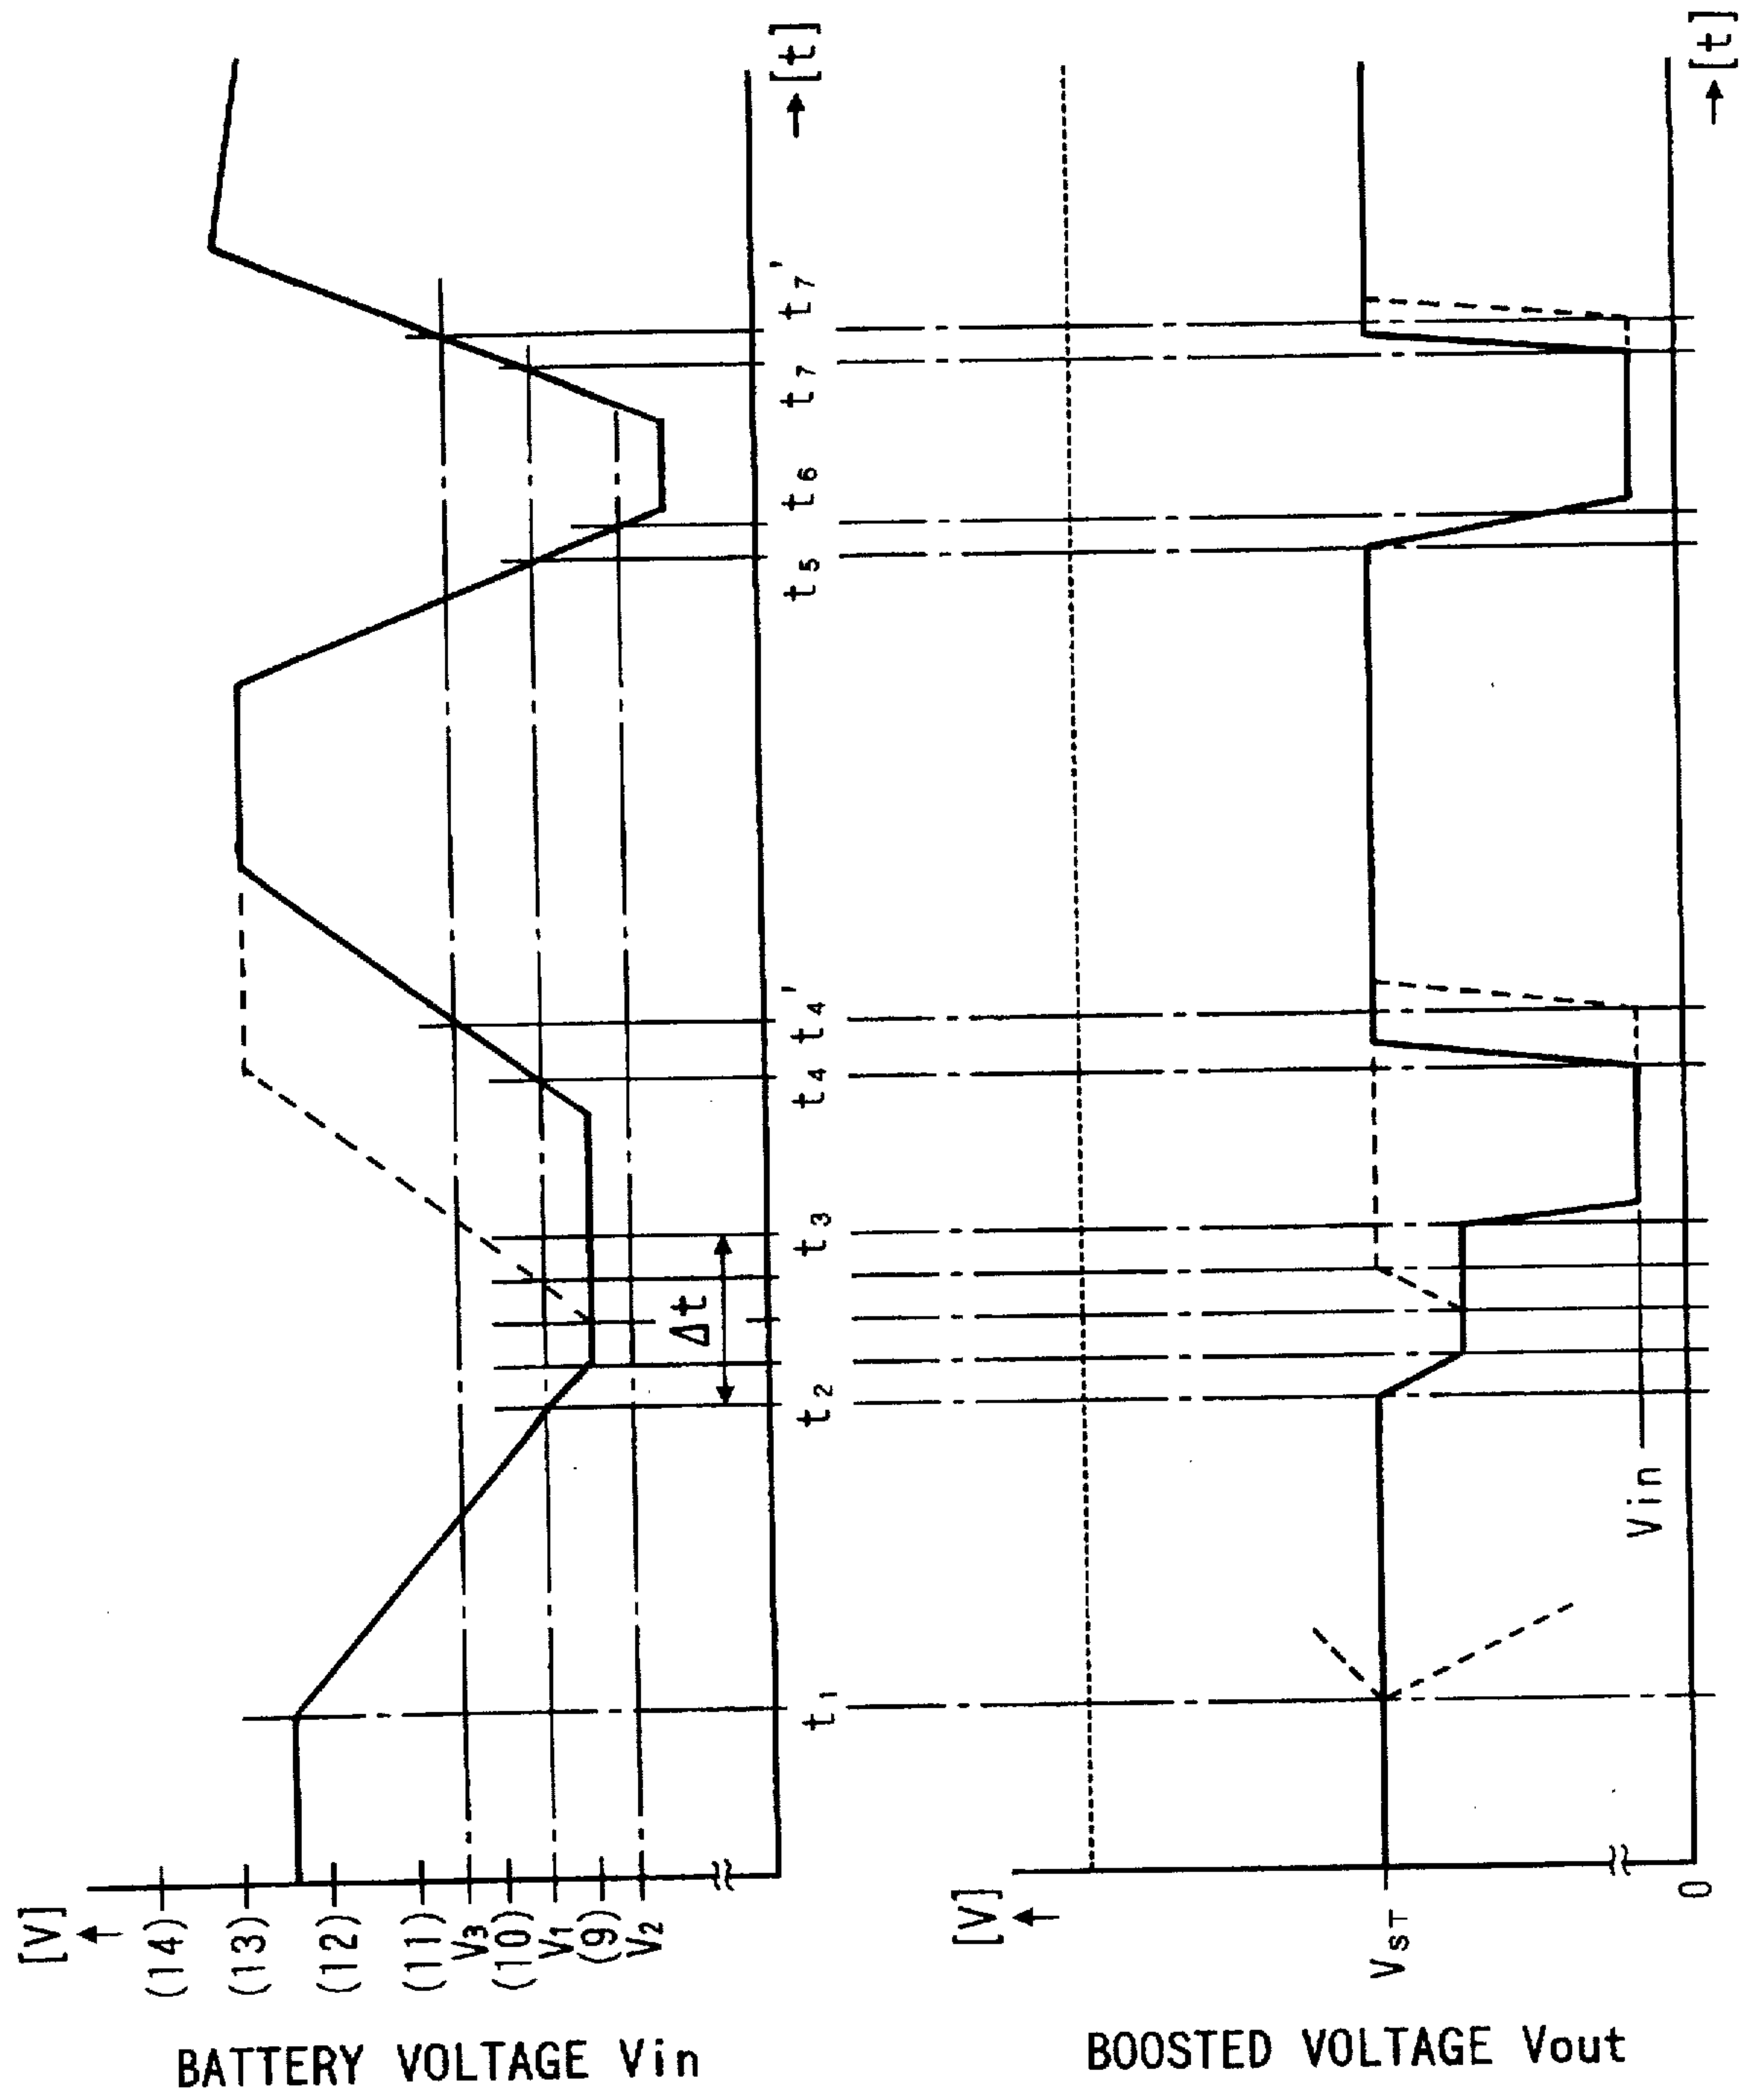 BATTERY VOLTAGE Vin
[V]
(14)
(13)
(12)
(11)
V3
(10)
V1
(9)
V2
Δt
t1
t2
t3
t4
t4'
t5
t6
t7
t7'
[t]
BOOSTED VOLTAGE Vout
[V]
VST
0
Vin
[t]